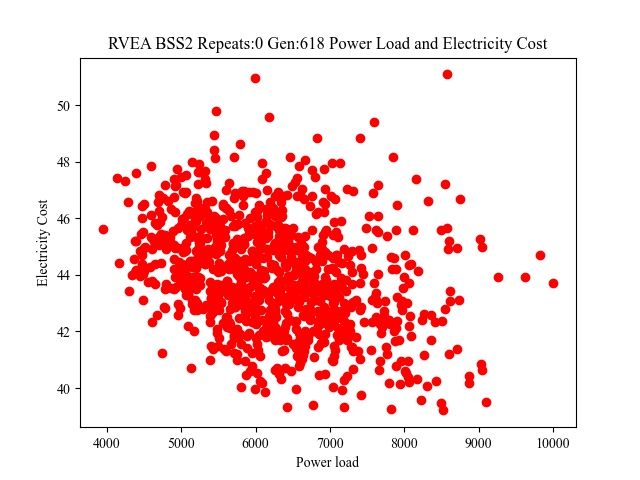 RVEA BSS2 Repeats:0 Gen:618 Power Load and Electricity Cost
50
48
46
44
42
40
Electricity Cost
4000 5000 6000 7000 8000 9000 10000
Power load